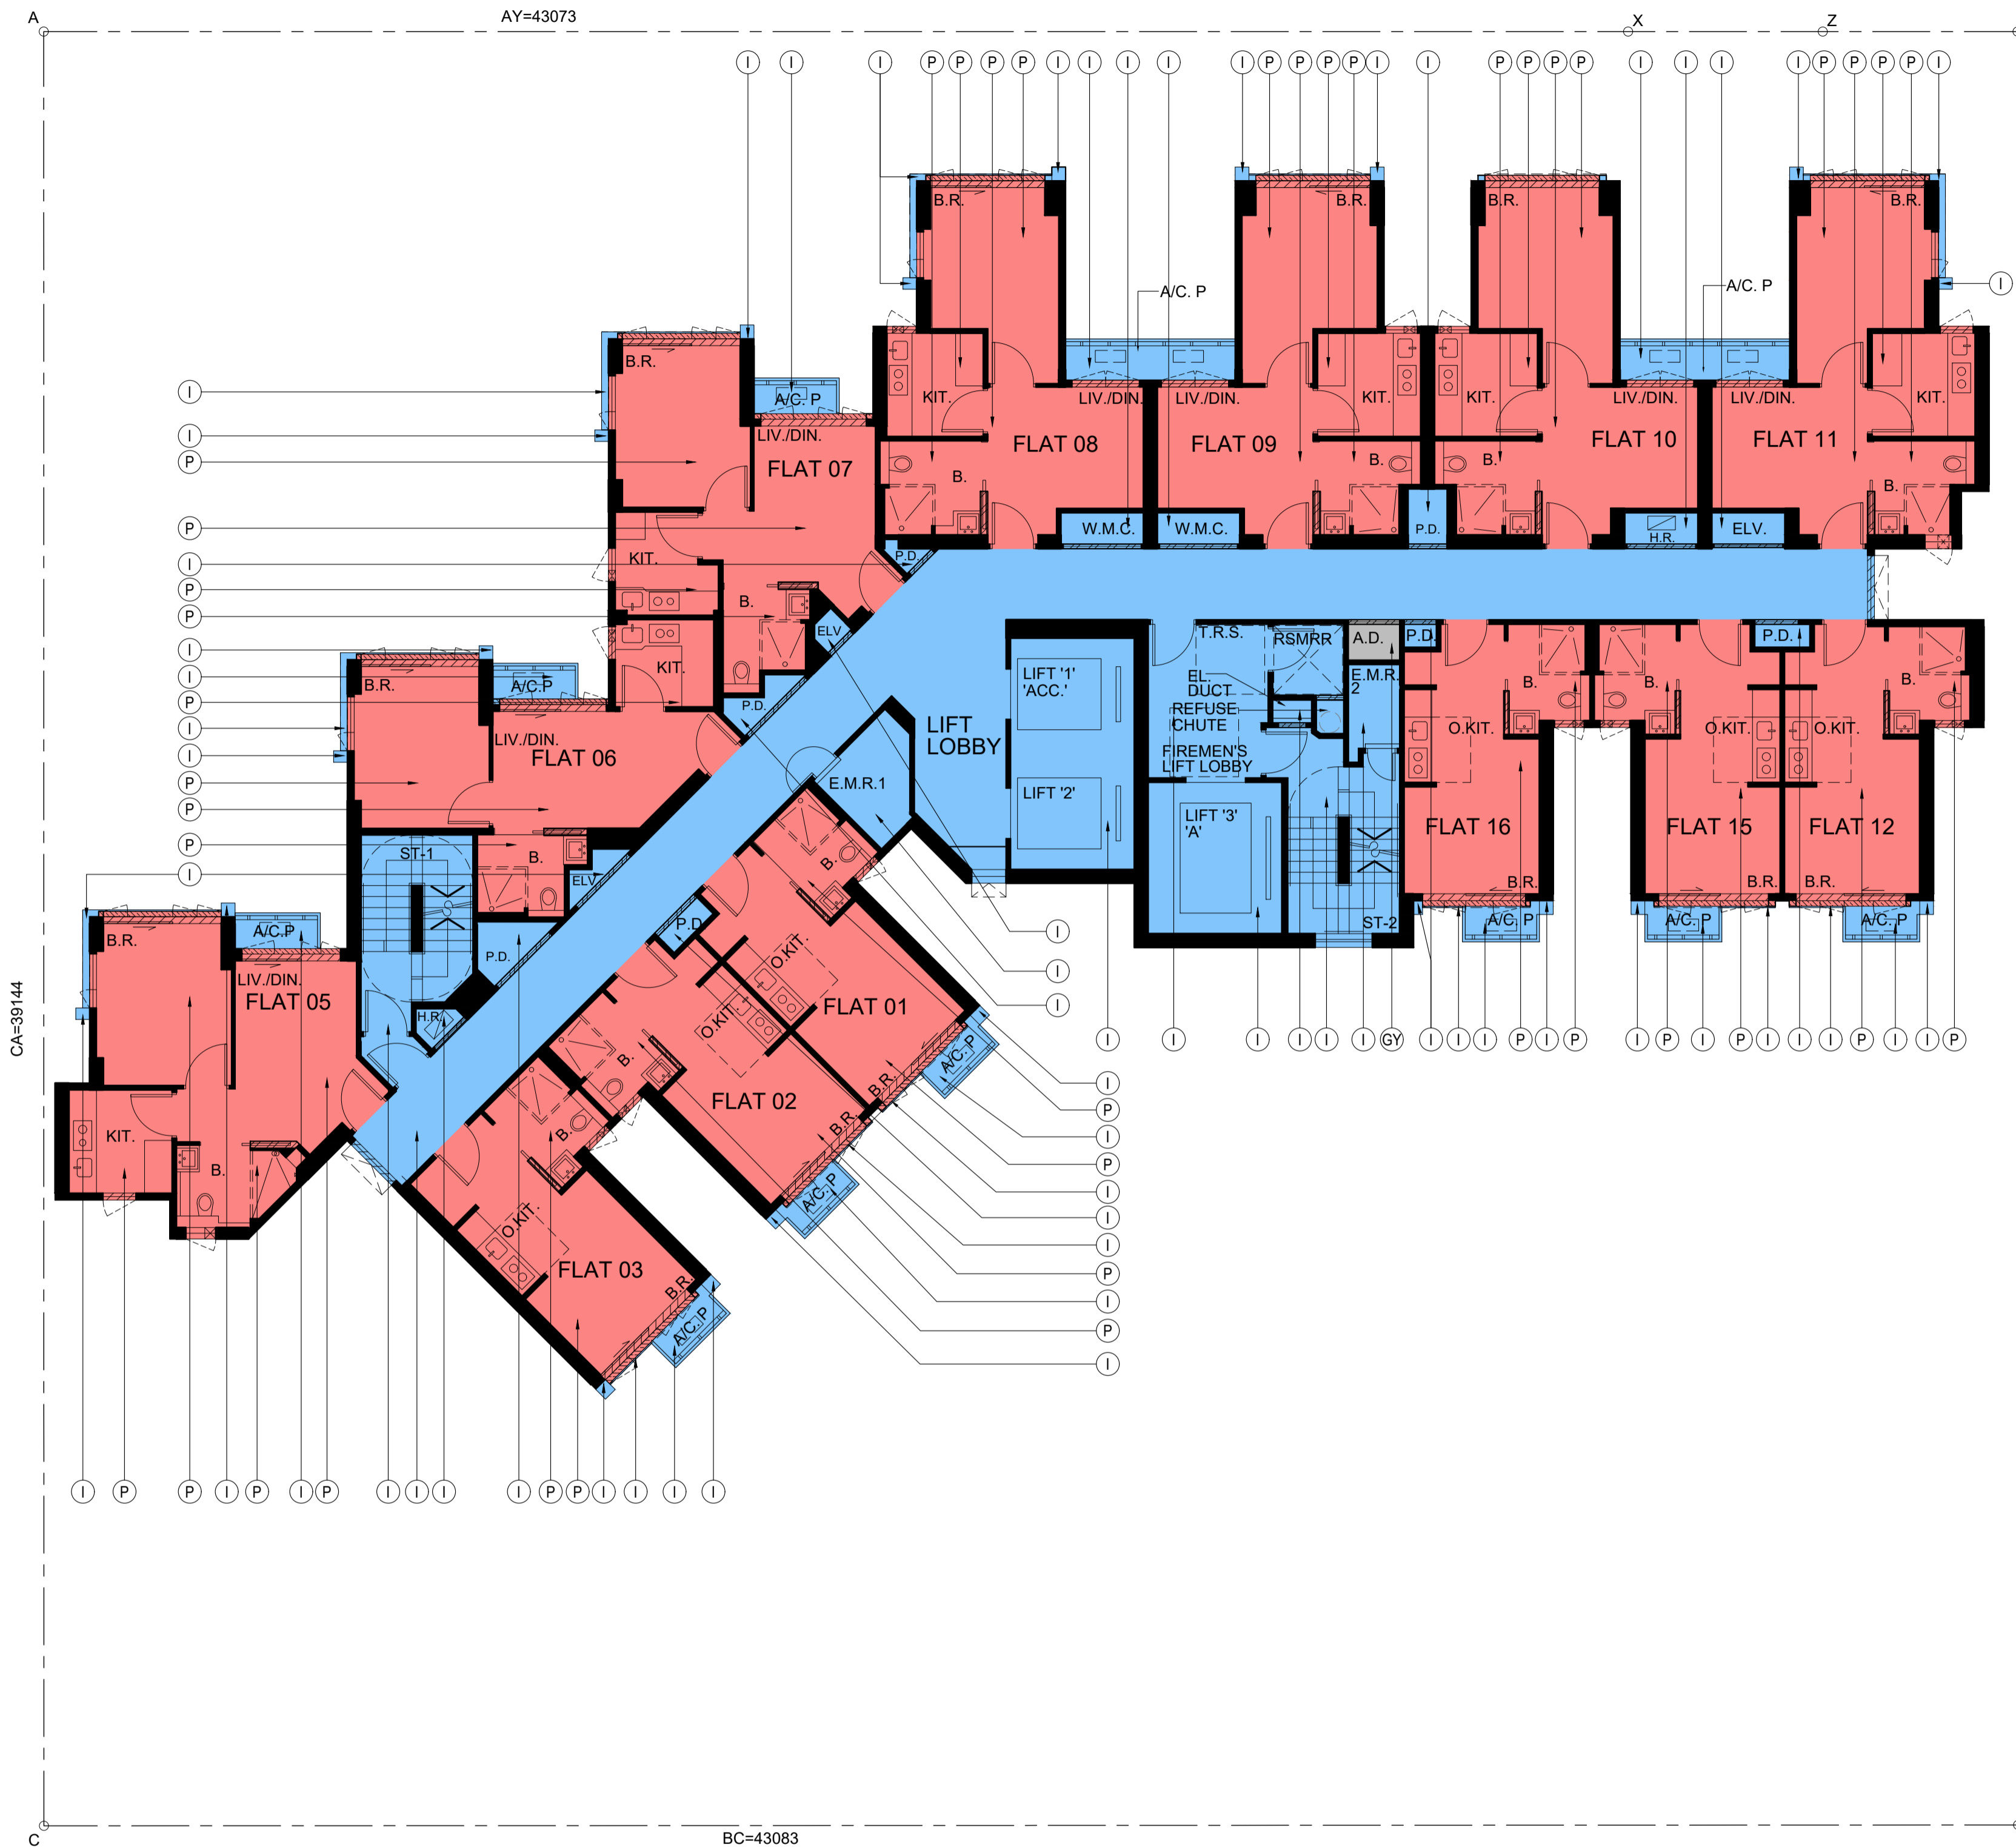 A
AY=43073
X
Z
I I I P P P P I I I I I P P P P I I P P P P I I I I P P P P I
B.R.
B.R.
B.R.
B.R.
A/C. P
A/C. P
I
B.R.
I
A/C. P
KIT.
LIV./DIN.
LIV./DIN.
KIT.
KIT.
LIV./DIN.
LIV./DIN.
KIT.
I
LIV./DIN.
FLAT 08
FLAT 09
FLAT 10
FLAT 11
P
FLAT 07
B.
B.
B.
B.
P
W.M.C.
W.M.C.
P.D.
H.R.
ELV.
I
KIT.
P.D.
P
B.
P
ELV
T.R.S.
RSMRR
A.D.
P.D.
P.D.
I
KIT.
LIFT '1'
'ACC.'
EL.
DUCT
E.M.R.
2
I
B.R.
A/C.P
P
P.D.
REFUSE
CHUTE
B.
B.
B.
I
LIV./DIN.
FLAT 06
LIFT
LOBBY
FIREMEN'S
LIFT LOBBY
O.KIT.
O.KIT.
O.KIT.
I
P
E.M.R.1
LIFT '2'
P
LIFT '3'
'A'
FLAT 16
FLAT 15
FLAT 12
P
ST-1
B.
B.
I
ELV
B.R.
B.R.
B.R.
P.D.
ST-2
A/C. P
A/C. P
A/C. P
B.R.
A/C.P
I
P.D.
O.KIT.
I
LIV./DIN.
FLAT 05
FLAT 01
I
H.R.
O.KIT.
I I I I I I GY I I I P I P I P P I I I P I I P
CA=39144
B.
A/C. P
B.R.
I
FLAT 02
P
KIT.
B.
B.R.
I
B.
P
A/C. P
I
O.KIT.
I
I
FLAT 03
P
B.R.
I
A/C. P
P
I
I P P I P I P I I I I P P I I I I
C
BC=43083